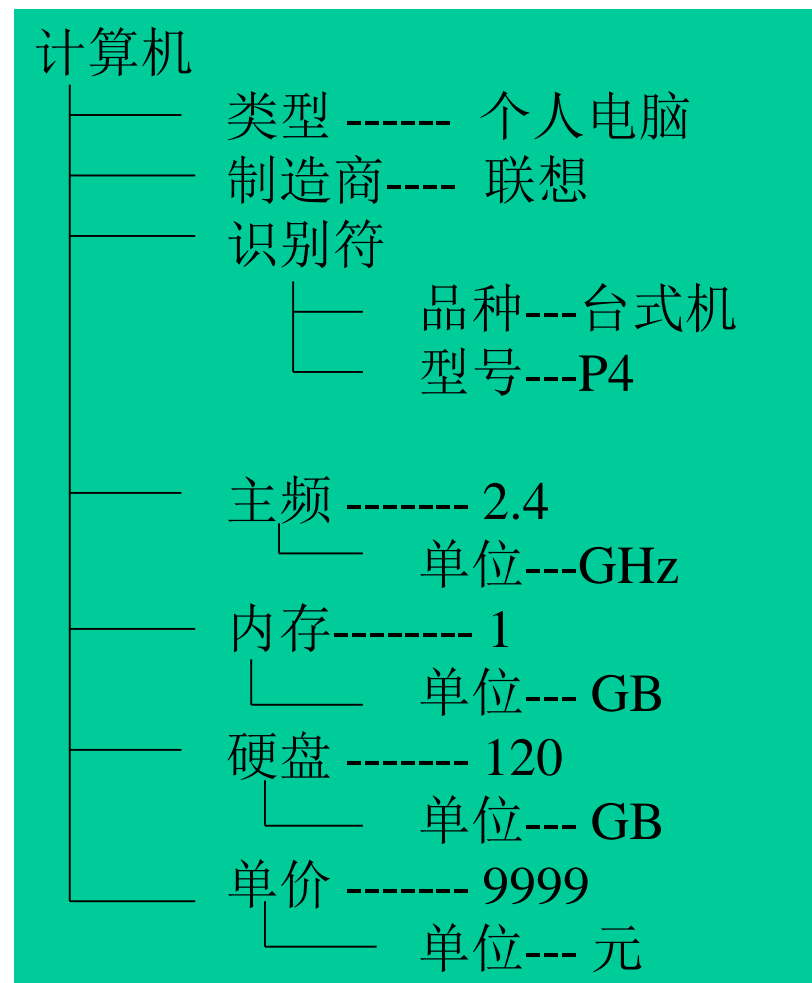 计算机
类型 ------ 个人电脑
制造商---- 联想
识别符
品种---台式机
型号---P4
主频 ------- 2.4
单位---GHz
内存-------- 1
单位--- GB
硬盘 ------- 120
单位--- GB
单价 ------- 9999
单位--- 元